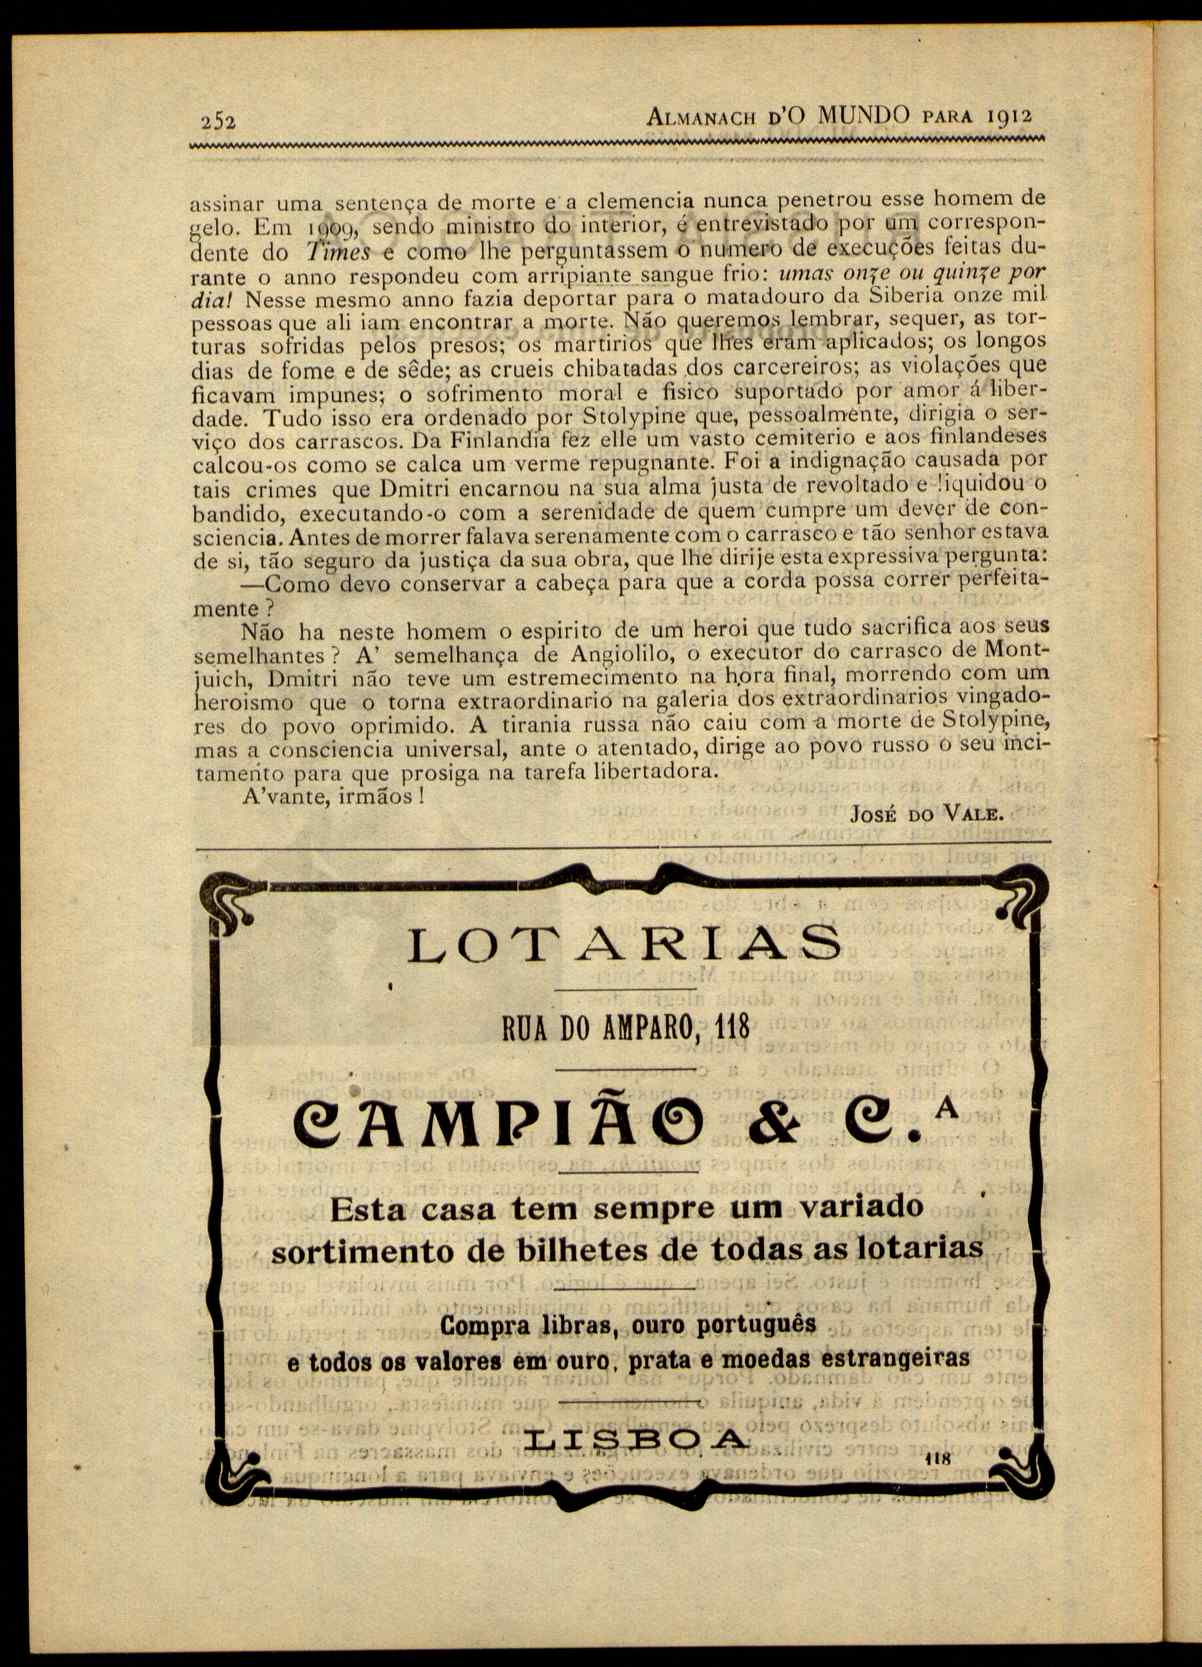 252
ALMANACH D'O MUNDO PARA 1912
assinar uma sentença de morte e a clemencia nunca penetrou esse homem de
gelo. Em 1909, sendo ministro do interior, é entrevistado por um correspon-
dente do Times e como lhe perguntassem o numero de execuções feitas du-
rante o anno respondeu com arripiante sangue frio: umas onze ou quinze por
dia! Nesse mesmo anno fazia deportar para o matadouro da Siberia onze mil
pessoas que ali iam encontrar a morte. Não queremos lembrar, sequer, as tor-
turas sofridas pelos presos; os martirios que lhes eram aplicados; os longos
dias de fome e de sêde; as crueis chibatadas dos carcereiros; as violações que
ficavam impunes; o sofrimento moral e fisico suportado por amor á liber-
dade. Tudo isso era ordenado por Stolypine que, pessoalmente, dirigia o ser-
viço dos carrascos. Da Finlandia fez elle um vasto cemiterio e aos finlandeses
calcou-os como se calca um verme repugnante. Foi a indignação causada por
tais crimes que Dmitri encarnou na sua alma justa de revoltado e liquidou o
bandido, executando-o com a serenidade de quem cumpre um dever de con-
sciencia. Antes de morrer falava serenamente com o carrasco e tão senhor estava
de si, tão seguro da justiça da sua obra, que lhe dirije esta expressiva pergunta:
—Como devo conservar a cabeça para que a corda possa correr perfeita-
mente ?
Não ha neste homem o espirito de um heroi que tudo sacrifica aos seus
semelhantes ? A' semelhança de Angiolilo, o executor do carrasco de Mont-
juich, Dmitri não teve um estremecimento na hora final, morrendo com um
heroismo que o torna extraordinario na galeria dos extraordinarios vingado-
res do povo oprimido. A tirania russa não caiu com a morte de Stolypine,
mas a consciencia universal, ante o atentado, dirige ao povo russo o seu inci-
tamento para que prosiga na tarefa libertadora.
A'vante, irmãos !
JOSÉ DO VALE.
LOTARIAS
RUA DO AMPARO, 118
CAMPIÃO & C.A
Esta casa tem sempre um variado
sortimento de bilhetes de todas as lotarias
Compra libras, ouro português
e todos os valores em ouro, prata e moedas estrangeiras
LISBOA
118